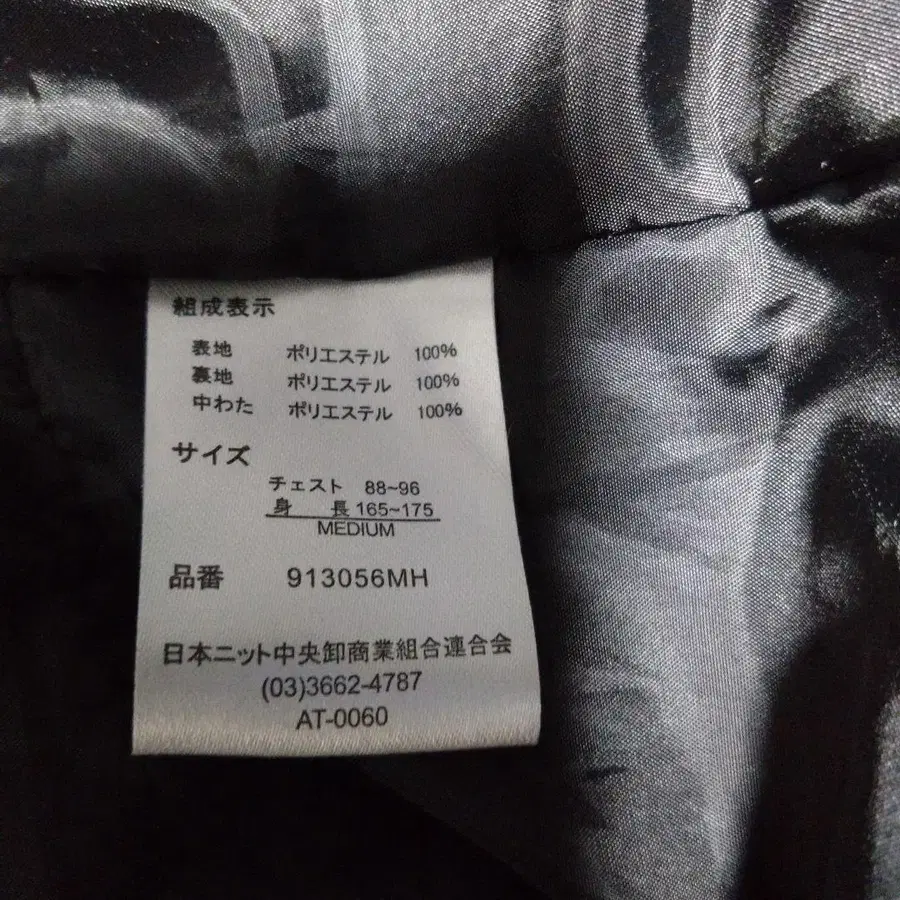 組成表示
表地 ポリエステル 100%
裏地 ポリエステル 100%
中わた ポリエステル 100%
サイズ
チェスト 88~96
身 長 165~175
MEDIUM
品番 913056MH
日本ニット中央卸商業組合連合会
(03)3662-4787
AT-0060